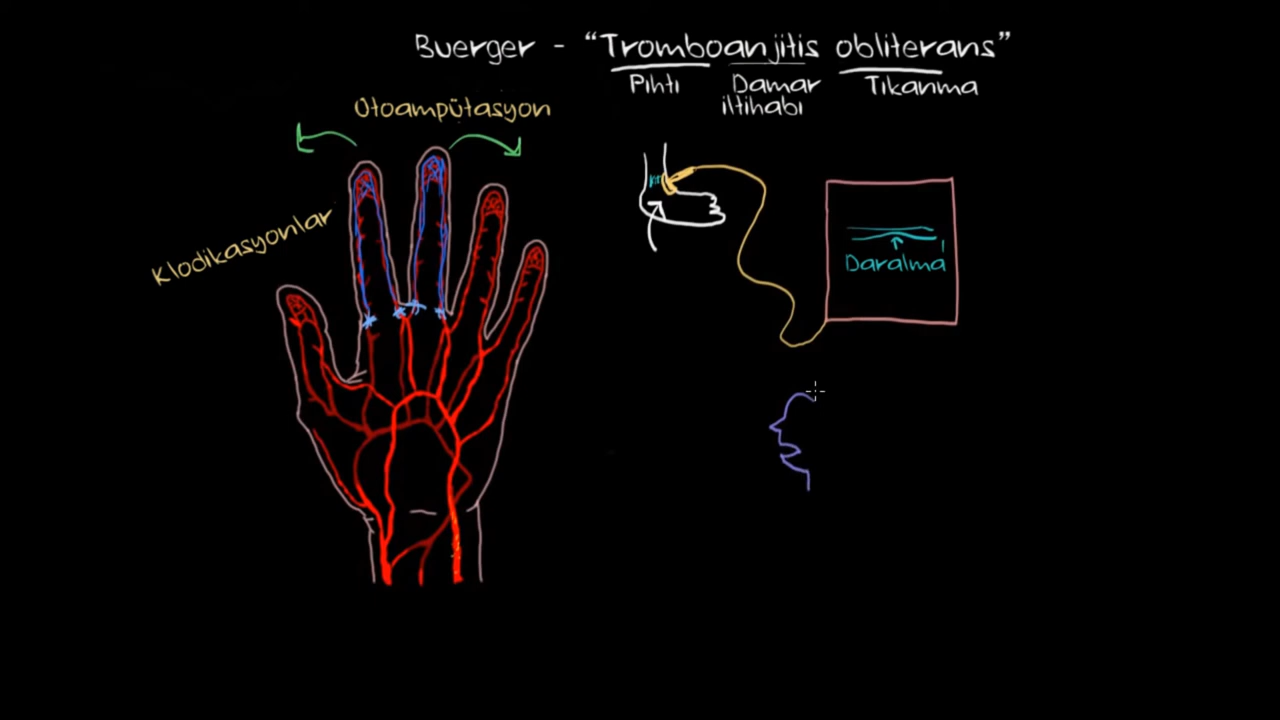 Buerger - "Tromboanjitis obliterans"
Pıhtı Damar iltihabı Tıkanma
Otoampütasyon
Klodikasyonlar
Daralma